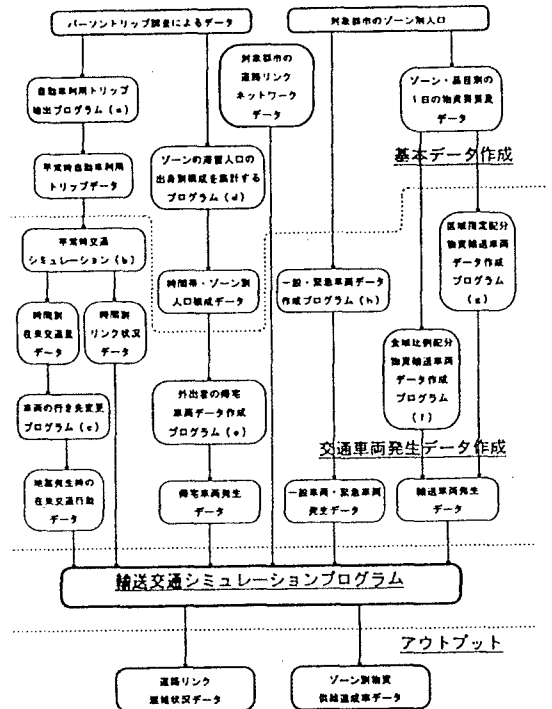 パーソントリップ調査によるデータ
対象都市のゾーン別人口
対象都市の
道路リンク
ネットワーク
データ
自動車利用トリップ
抽出プログラム(a)
ゾーン・品目別の
1日の物資需要量
データ
基本データ作成
平常時自動車利用
トリップデータ
ゾーンの滞留人口の
出身別構成を集計する
プログラム(d)
平常時交通
シミュレーション(b)
区域指定配分
物資輸送車両
データ作成
プログラム(g)
時間帯・ゾーン別
人口構成データ
一般・緊急車両データ
作成プログラム(h)
時間別
在来交通量
データ
時間別
リンク状況
データ
全域比例配分
物資輸送車両
データ作成
プログラム(f)
車両の行き先変更
プログラム(c)
外出者の帰宅
車両データ作成
プログラム(e)
交通車両発生データ作成
地震発生時の
在来交通行動
データ
帰宅車両発生
データ
一般車両・緊急車両
発生データ
輸送車両発生
データ
輸送交通シミュレーションプログラム
アウトプット
道路リンク
混雑状況データ
ゾーン別物資
供給達成率データ